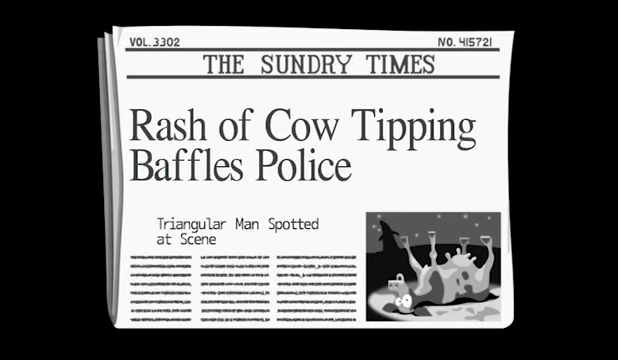 VOL. 3302 NO. 415721
THE SUNDRY TIMES
Rash of Cow Tipping
Baffles Police
Triangular Man Spotted
at Scene